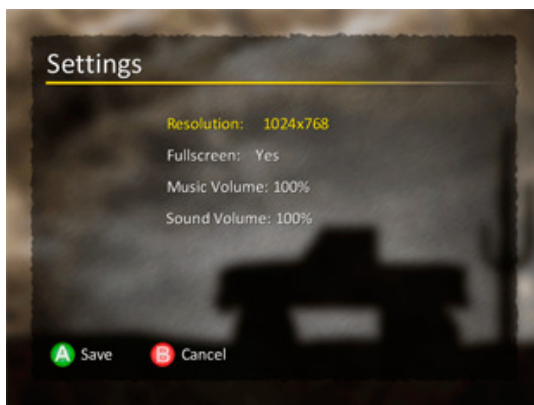 Settings
Resolution: 1024x768
Fullscreen: Yes
Music Volume: 100%
Sound Volume: 100%
A Save B Cancel